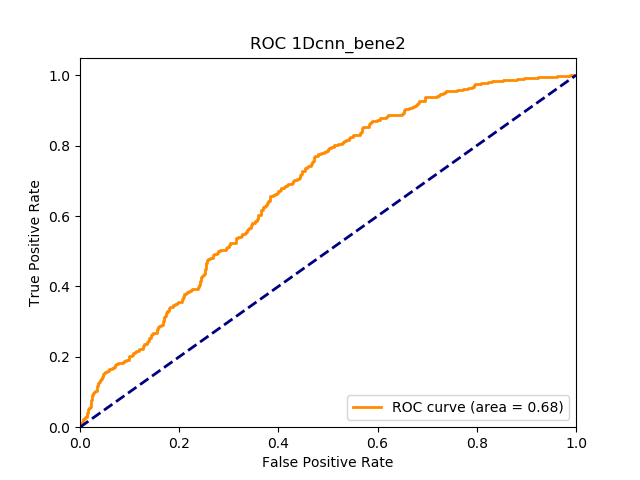 ROC 1Dcnn_bene2
True Positive Rate
1.0
0.8
0.6
0.4
0.2
0.0
ROC curve (area = 0.68)
0.0 0.2 0.4 0.6 0.8 1.0
False Positive Rate